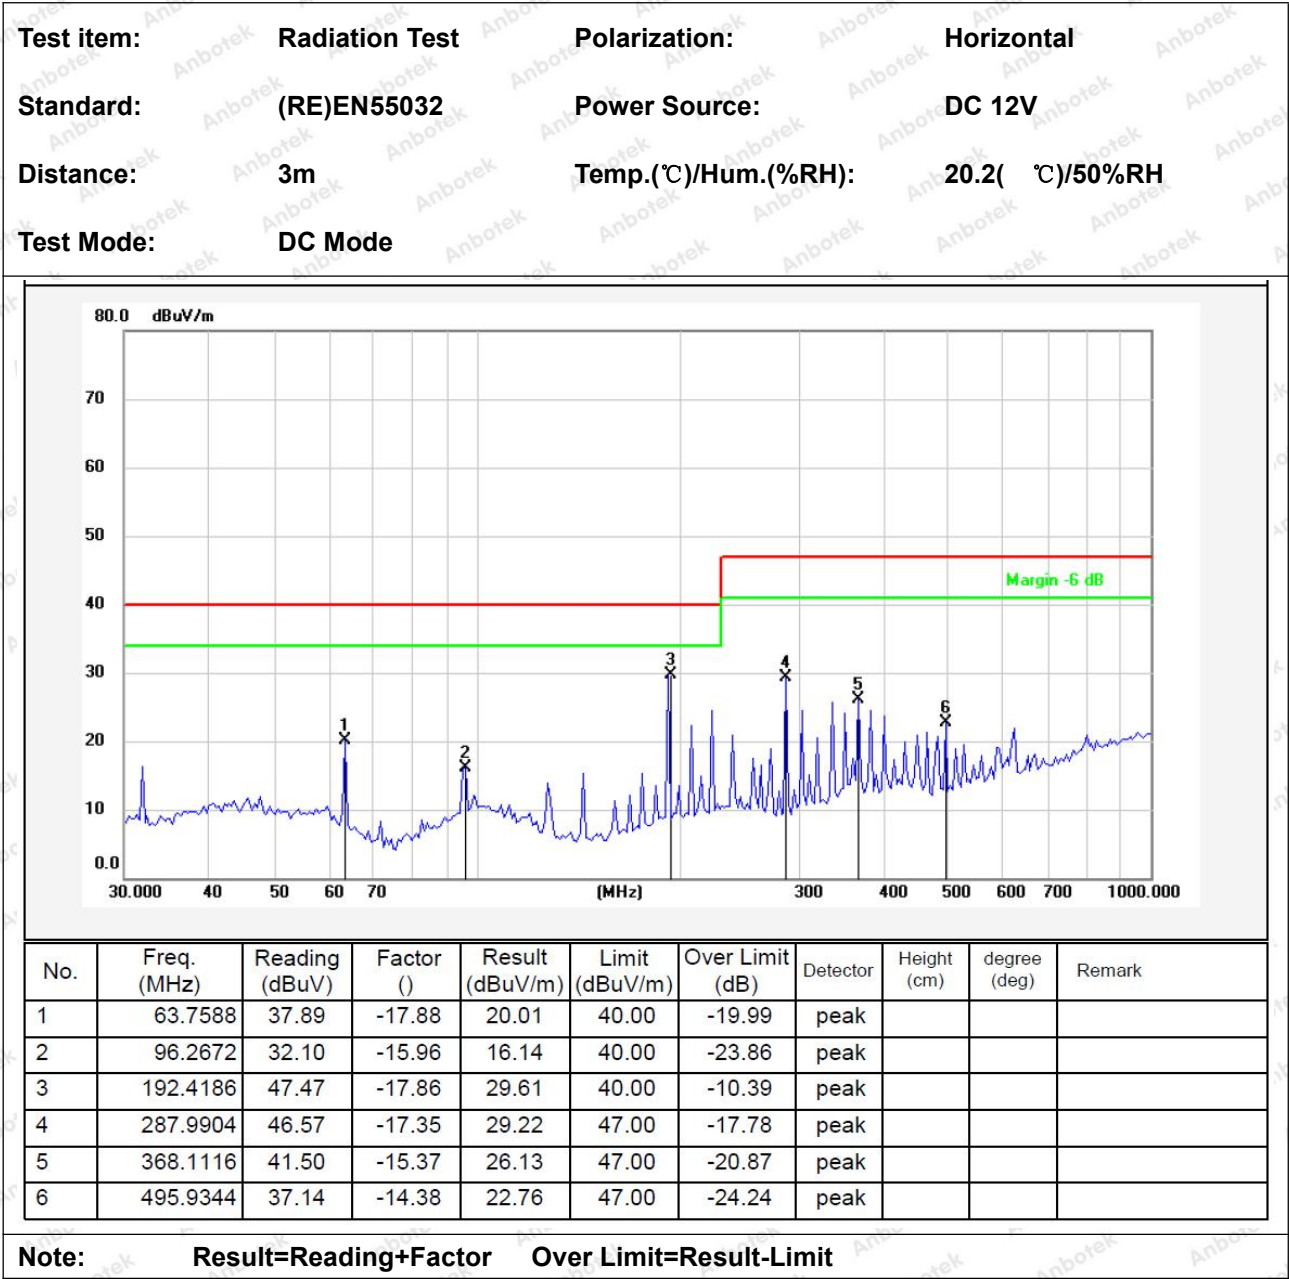 Test item: Radiation Test Polarization: Horizontal
Standard: (RE)EN55032 Power Source: DC 12V
Distance: 3m Temp.(℃)/Hum.(%RH): 20.2( ℃)/50%RH
Test Mode: DC Mode
80.0 dBuV/m
70
60
50
Margin -6 dB
40
30
3
4
5
6
1
2
20
10
0.0
30.000 40 50 60 70 (MHz) 300 400 500 600 700 1000.000
No. Freq. (MHz) Reading (dBuV) Factor () Result (dBuV/m) Limit (dBuV/m) Over Limit (dB) Detector Height (cm) degree (deg) Remark
1 63.7588 37.89 -17.88 20.01 40.00 -19.99 peak
2 96.2672 32.10 -15.96 16.14 40.00 -23.86 peak
3 192.4186 47.47 -17.86 29.61 40.00 -10.39 peak
4 287.9904 46.57 -17.35 29.22 47.00 -17.78 peak
5 368.1116 41.50 -15.37 26.13 47.00 -20.87 peak
6 495.9344 37.14 -14.38 22.76 47.00 -24.24 peak
Note: Result=Reading+Factor Over Limit=Result-Limit
Anbotek